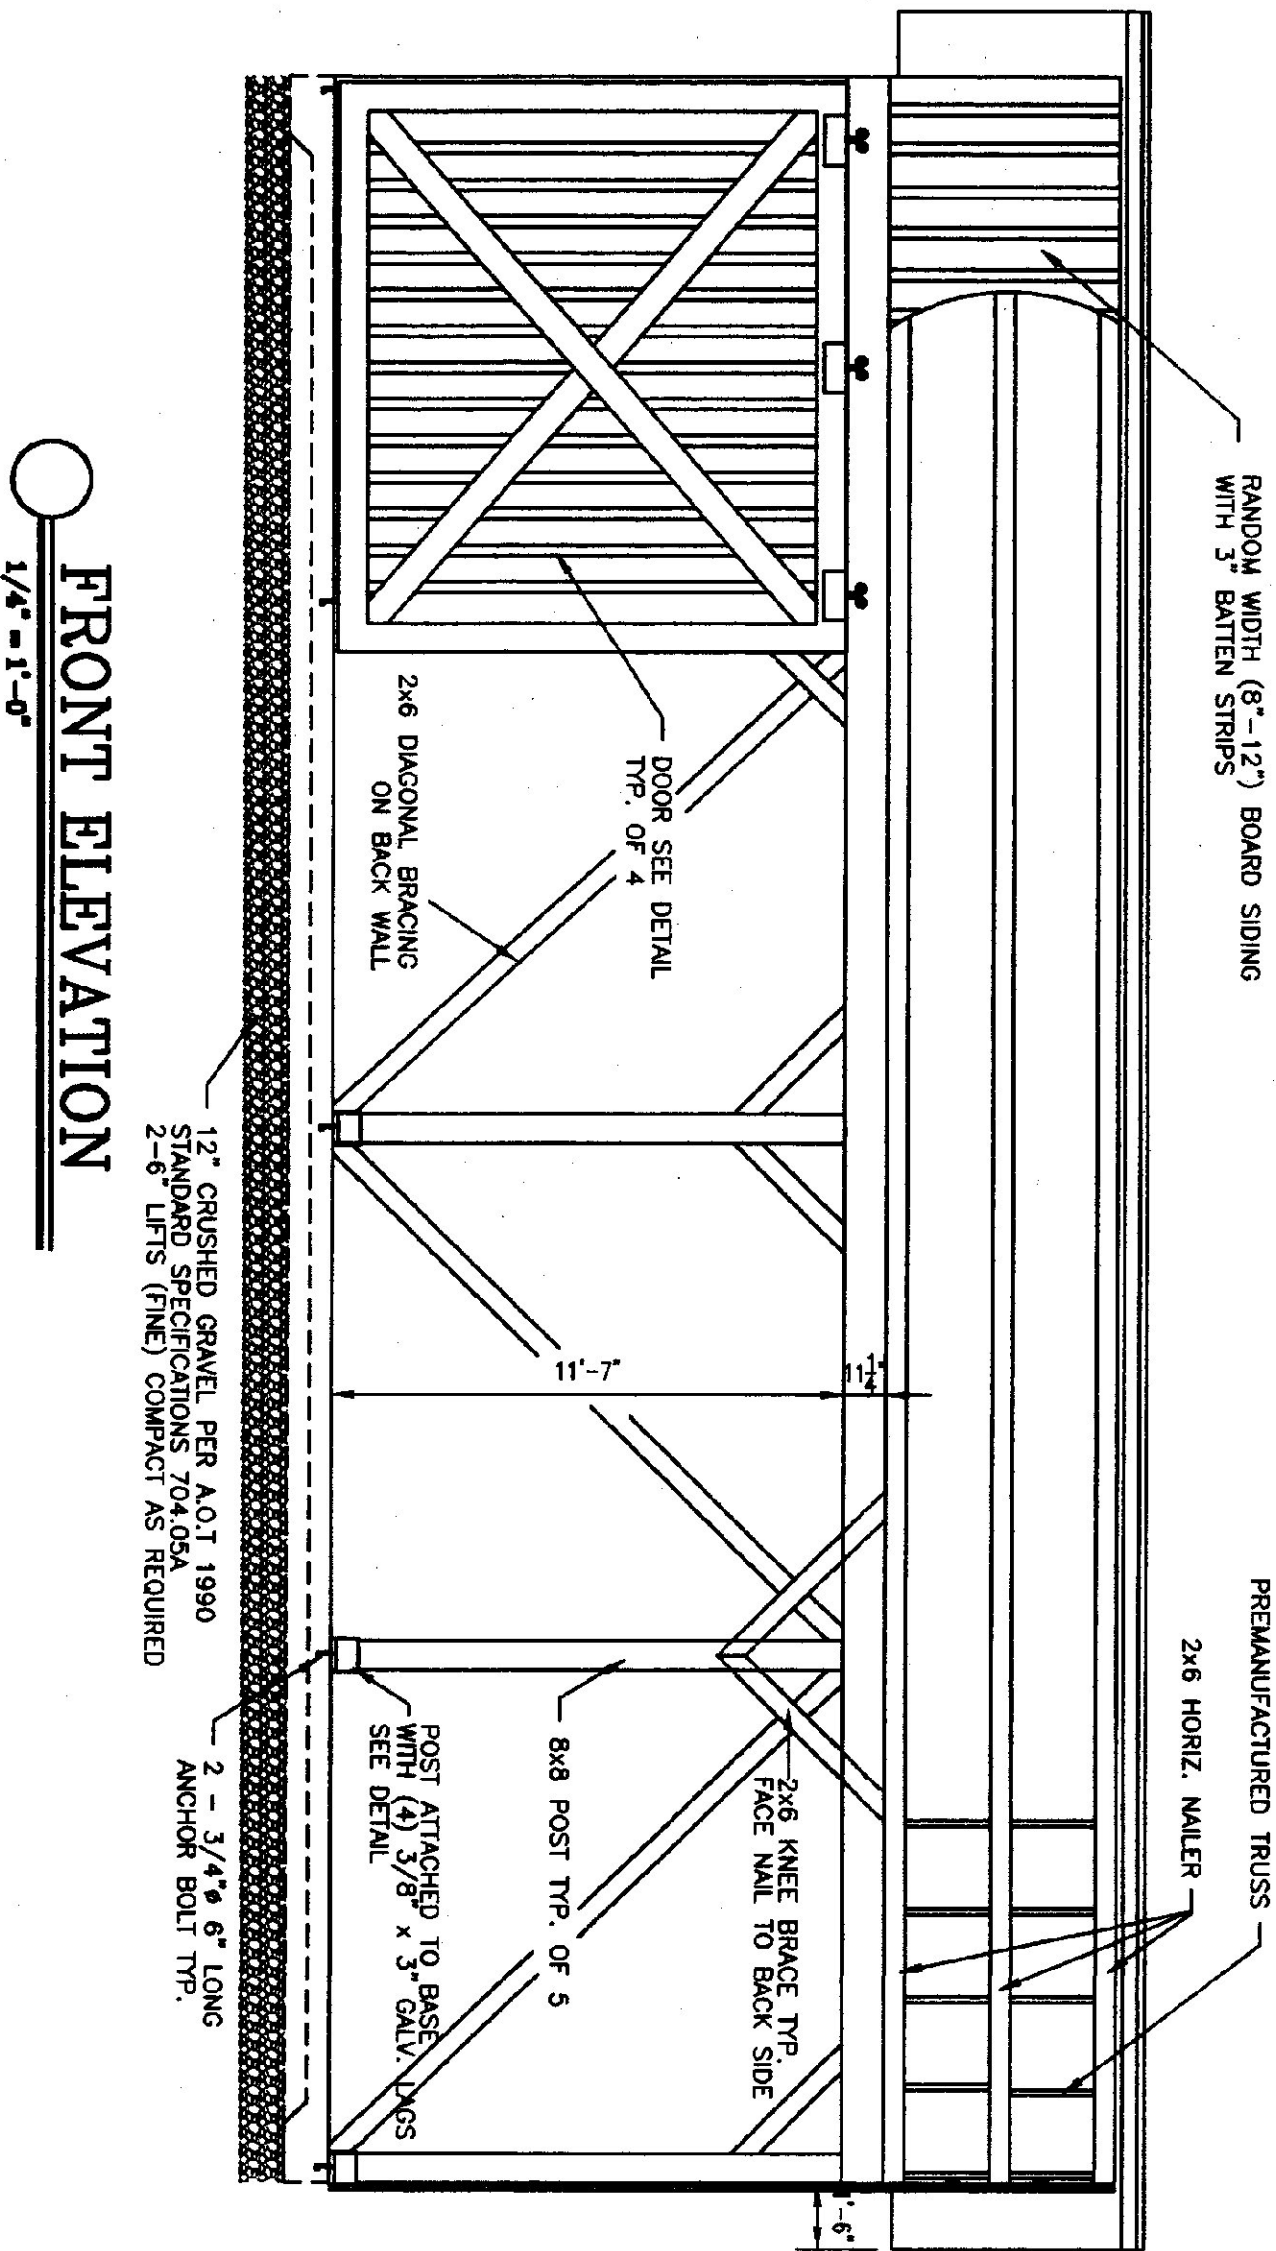 RANDOM WIDTH (8"-12") BOARD SIDING
WITH 3" BATTEN STRIPS
PREMANUFACTURED TRUSS
2x6 HORIZ. NAILER
DOOR SEE DETAIL
TYP. OF 4
2x6 DIAGONAL BRACING
ON BACK WALL
11'-7"
11 1/4"
2x6 KNEE BRACE TYP.
FACE NAIL TO BACK SIDE
8x8 POST TYP. OF 5
POST ATTACHED TO BASE
WITH (4) 3/8" x 3" GALV. LAGS
SEE DETAIL
2 - 3/4"ø 6" LONG
ANCHOR BOLT TYP.
12" CRUSHED GRAVEL PER A.O.T 1990
STANDARD SPECIFICATIONS 704.05A
2-6" LIFTS (FINE) COMPACT AS REQUIRED
FRONT ELEVATION
1/4" = 1'-0"